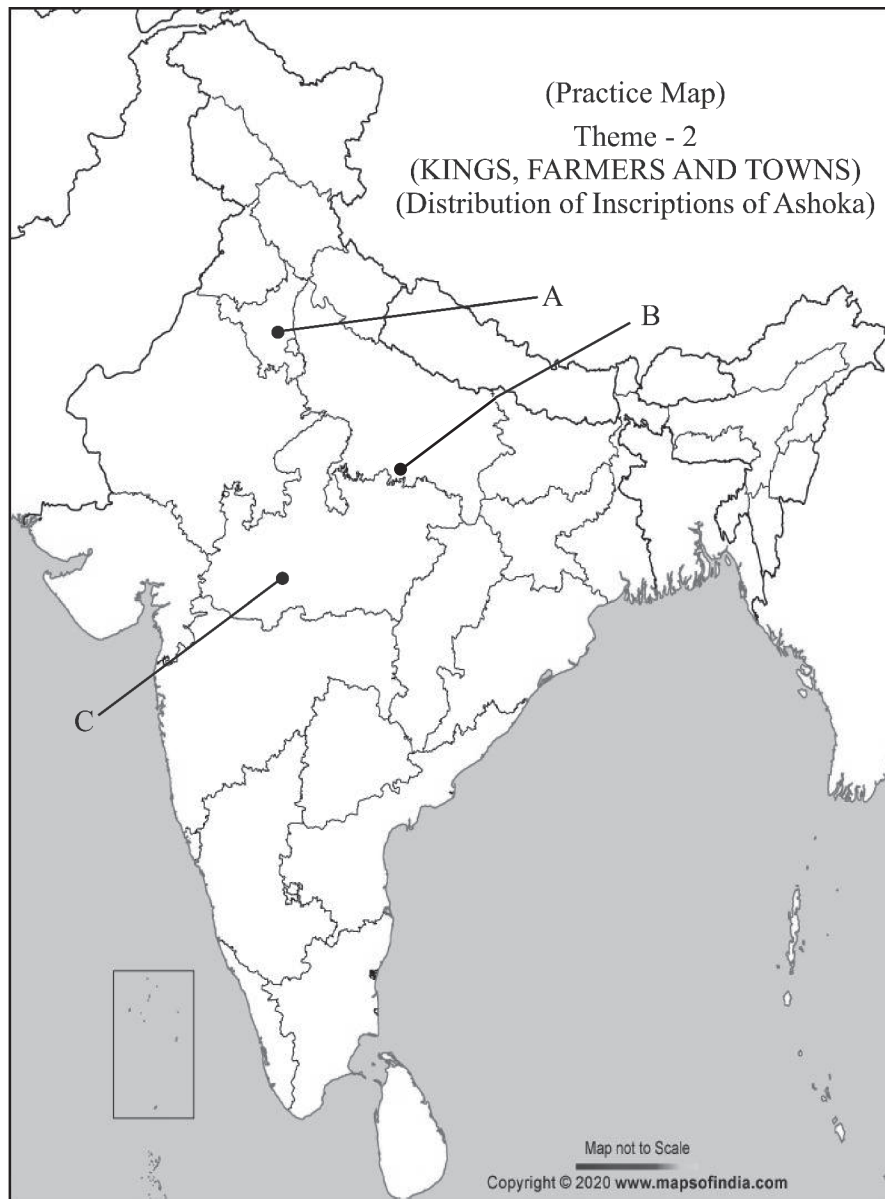 (Practice Map)
Theme - 2
(KINGS, FARMERS AND TOWNS)
(Distribution of Inscriptions of Ashoka)
A
B
C
Map not to Scale
Copyright © 2020 www.mapsofindia.com